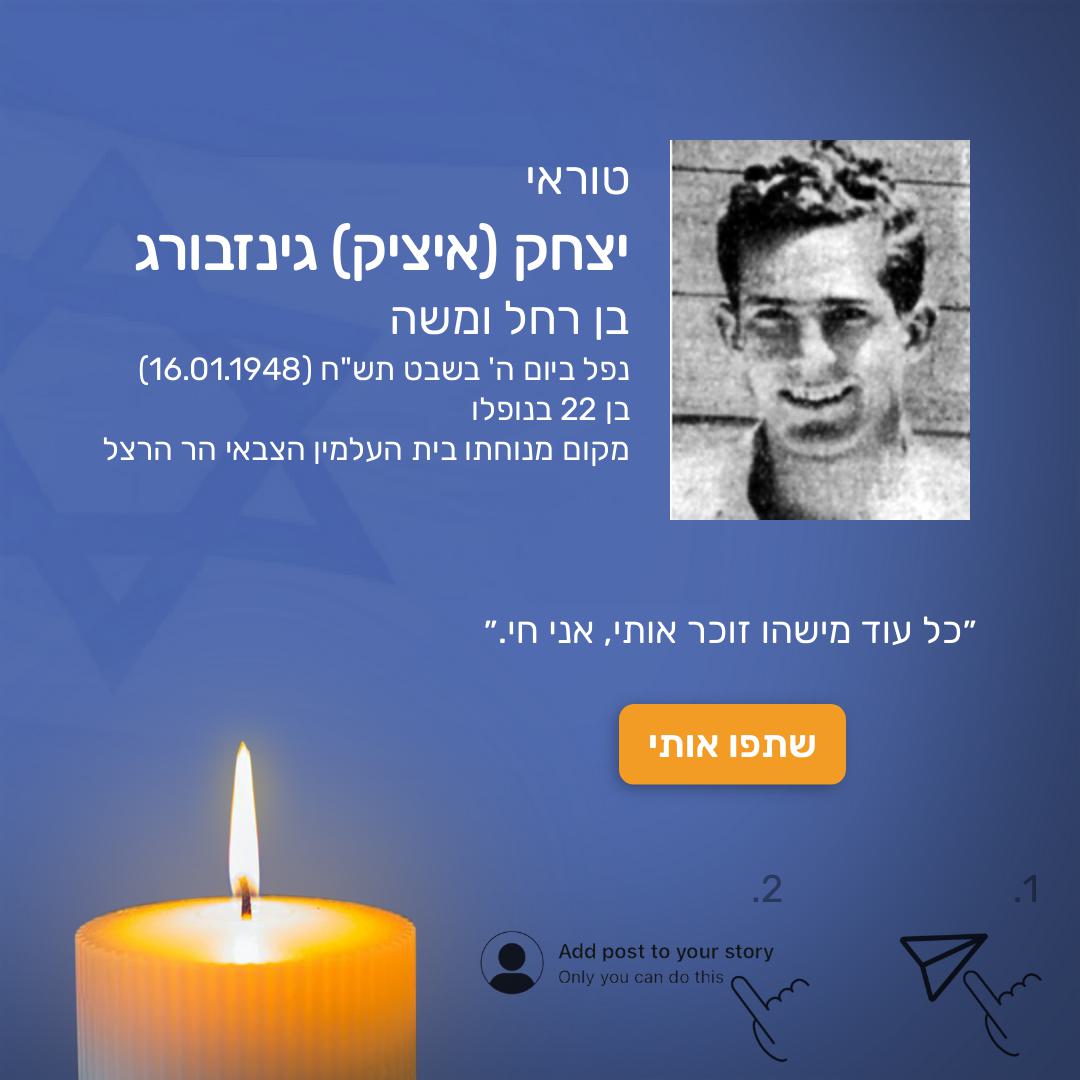 טוראי
יצחק (איציק) גינזבורג
בן רחל ומשה
נפל ביום ה' בשבט תש"ח (16.01.1948)
בן 22 בנופלו
מקום מנוחתו בית העלמין הצבאי הר הרצל
״כל עוד מישהו זוכר אותי, אני חי.״
שתפו אותי
1.
2.
Add post to your story
Only you can do this